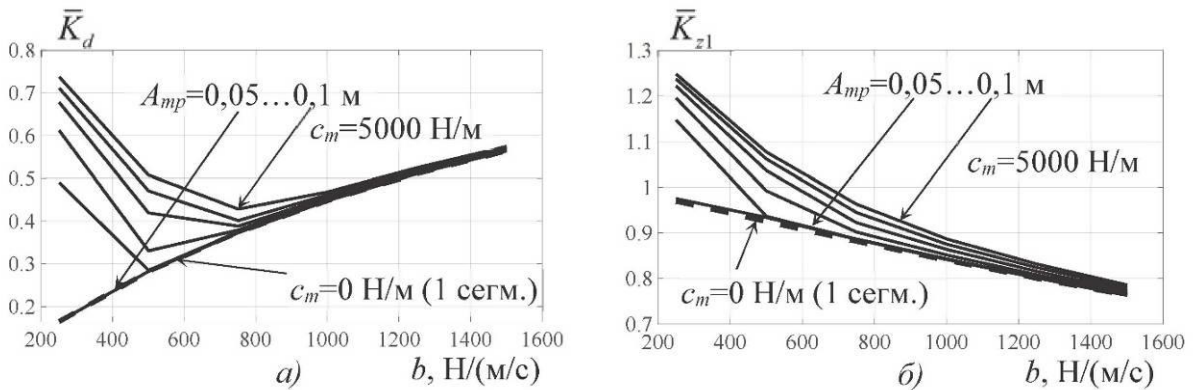 K̄d
0.8
0.7
0.6
0.5
0.4
0.3
0.2
Amp=0,05...0,1 м
cm=5000 Н/м
cm=0 Н/м (1 сегм.)
200 400 600 800 1000 1200 1400 1600
а) b, Н/(м/с)
K̄z1
1.3
1.2
1.1
1
0.9
0.8
0.7
Amp=0,05...0,1 м
cm=5000 Н/м
cm=0 Н/м (1 сегм.)
200 400 600 800 1000 1200 1400 1600
б) b, Н/(м/с)